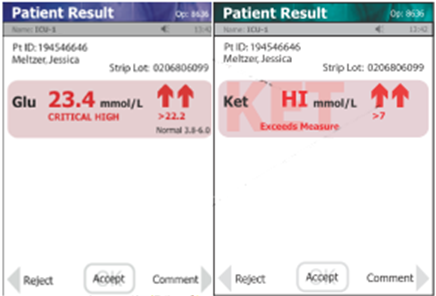 Patient Result Op: 8636
Name: ICU-1 13:42
Pt ID: 194546646
Meltzer, Jessica
Strip Lot: 0206806099
Glu 23.4 mmol/L
CRITICAL HIGH >22.2
Normal 3.8-6.0
Reject Accept Comment
OK
Patient Result Op: 8636
Name: ICU-1 13:42
Pt ID: 194546646
Meltzer, Jessica
Strip Lot: 0206806099
KET
Ket HI mmol/L
>7
Exceeds Measure
Reject Accept Comment
OK